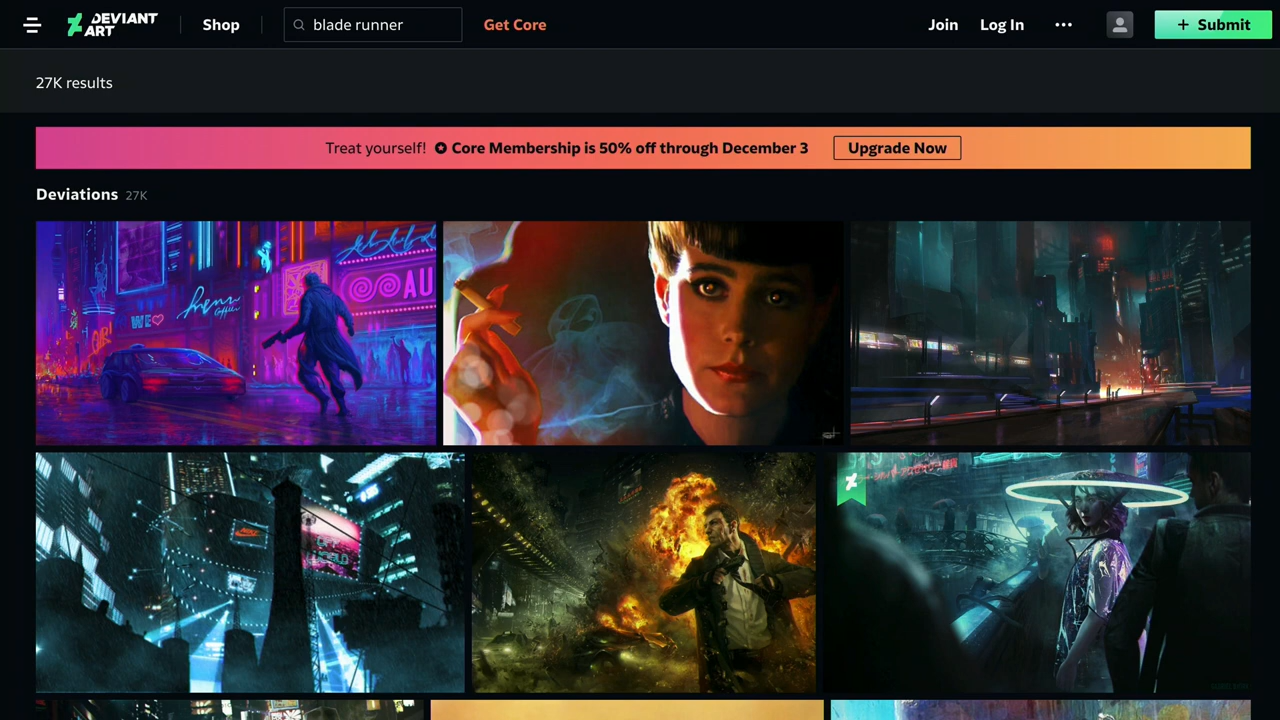 DEVIANT
ART
Shop
blade runner
Get Core
Join
Log In
+ Submit
27K results
Treat yourself! Core Membership is 50% off through December 3
Upgrade Now
Deviations 27K
WE
AU